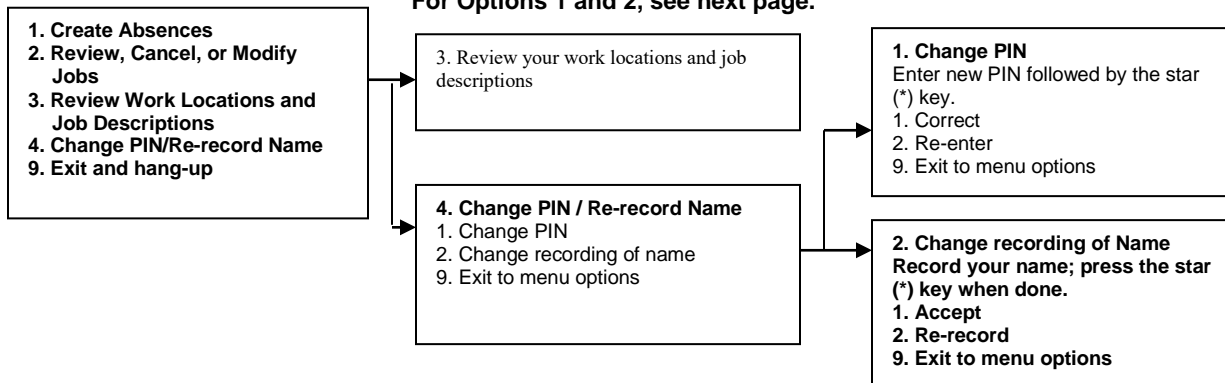 For Options 1 and 2, see next page.
1. Create Absences
2. Review, Cancel, or Modify
Jobs
3. Review Work Locations and
Job Descriptions
4. Change PIN/Re-record Name
9. Exit and hang-up
3. Review your work locations and job
descriptions
4. Change PIN / Re-record Name
1. Change PIN
2. Change recording of name
9. Exit to menu options
1. Change PIN
Enter new PIN followed by the star
(*) key.
1. Correct
2. Re-enter
9. Exit to menu options
2. Change recording of Name
Record your name; press the star
(*) key when done.
1. Accept
2. Re-record
9. Exit to menu options